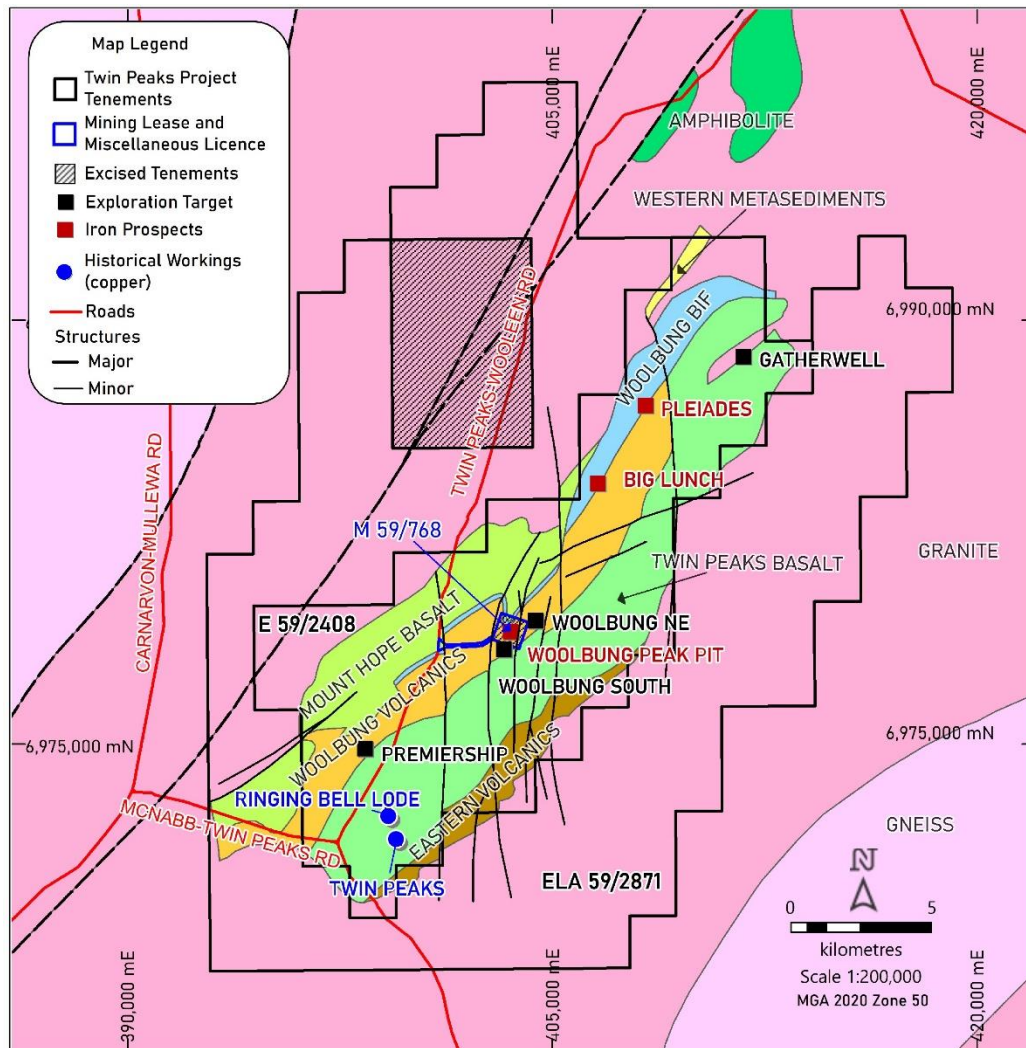 Map Legend
Twin Peaks Project
Tenements
Mining Lease and
Miscellaneous Licence
Excised Tenements
Exploration Target
Iron Prospects
Historical Workings
(copper)
Roads
Structures
Major
Minor
405,000 mE
420,000 mE
AMPHIBOLITE
WESTERN METASEDIMENTS
6,990,000 mN
TWIN PEAKS-WOOLEEN RD
WOOLBUNG BIF
GATHERWELL
PLEIADES
CARNARVON-MULLEWA RD
BIG LUNCH
M 59/768
GRANITE
TWIN PEAKS BASALT
E 59/2408
MOUNT HOPE BASALT
WOOLBUNG NE
WOOLBUNG PEAK PIT
WOOLBUNG SOUTH
WOOLBUNG VOLCANICS
6,975,000 mN
PREMIERSHIP
6,975,000 mN
RINGING BELL LODE
EASTERN VOLCANICS
MCNABB-TWIN PEAKS RD
GNEISS
TWIN PEAKS
ELA 59/2871
N
0 5
kilometres
Scale 1:200,000
MGA 2020 Zone 50
390,000 mE
405,000 mE
420,000 mE